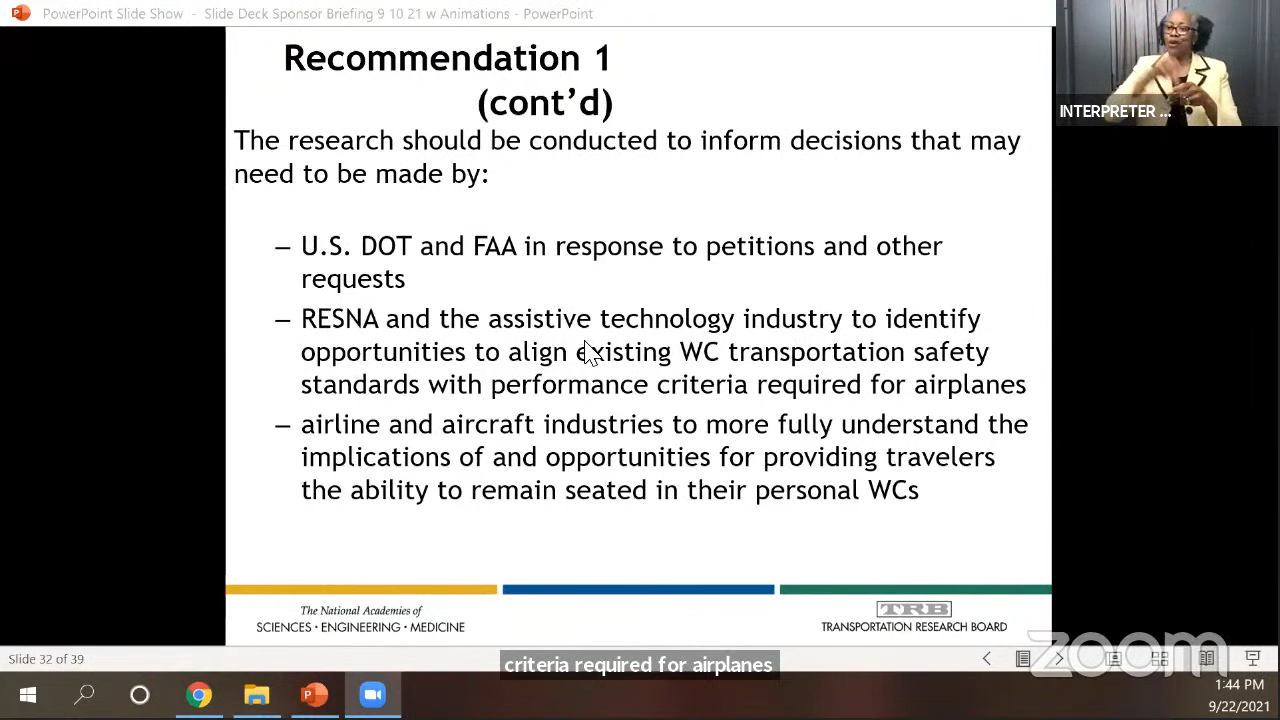 PowerPoint Slide Show - Slide Deck Sponsor Briefing 9 10 21 w Animations - PowerPoint
INTERPRETER ...
Recommendation 1
(cont’d)
The research should be conducted to inform decisions that may
need to be made by:
– U.S. DOT and FAA in response to petitions and other
requests
– RESNA and the assistive technology industry to identify
opportunities to align existing WC transportation safety
standards with performance criteria required for airplanes
– airline and aircraft industries to more fully understand the
implications of and opportunities for providing travelers
the ability to remain seated in their personal WCs
The National Academies of
SCIENCES · ENGINEERING · MEDICINE
TRB
TRANSPORTATION RESEARCH BOARD
zoom
Slide 32 of 39
criteria required for airplanes
1:44 PM
9/22/2021